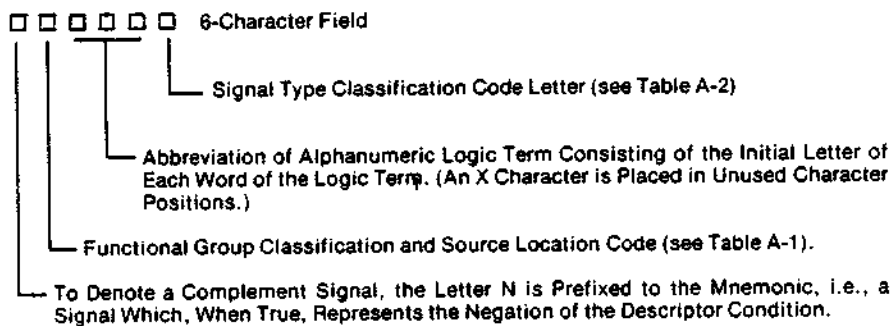 6-Character Field
Signal Type Classification Code Letter (see Table A-2)
Abbreviation of Alphanumeric Logic Term Consisting of the Initial Letter of
Each Word of the Logic Term. (An X Character is Placed in Unused Character
Positions.)
Functional Group Classification and Source Location Code (see Table A-1).
To Denote a Complement Signal, the Letter N is Prefixed to the Mnemonic, i.e., a
Signal Which, When True, Represents the Negation of the Descriptor Condition.